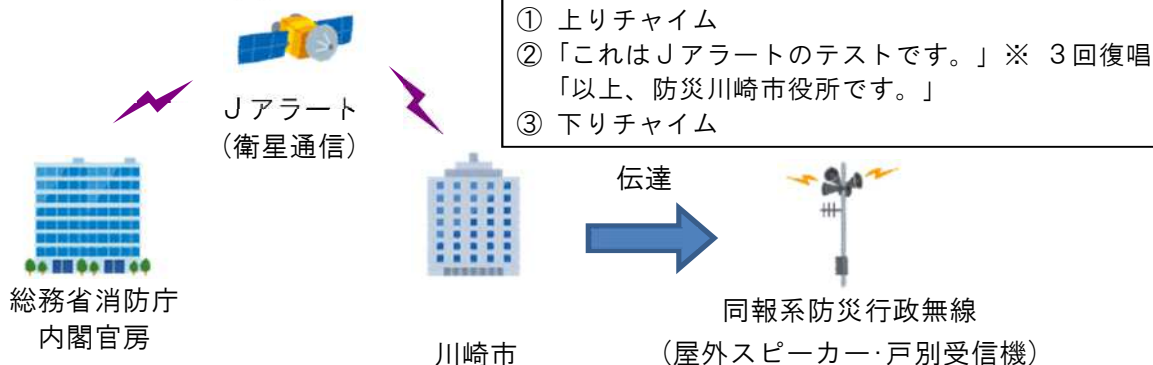 ① 上りチャイム
②「これはＪアラートのテストです。」※ ３回復唱
「以上、防災川崎市役所です。」
③ 下りチャイム
Ｊアラート
（衛星通信）
伝達
総務省消防庁
内閣官房
川崎市
同報系防災行政無線
（屋外スピーカー･戸別受信機）